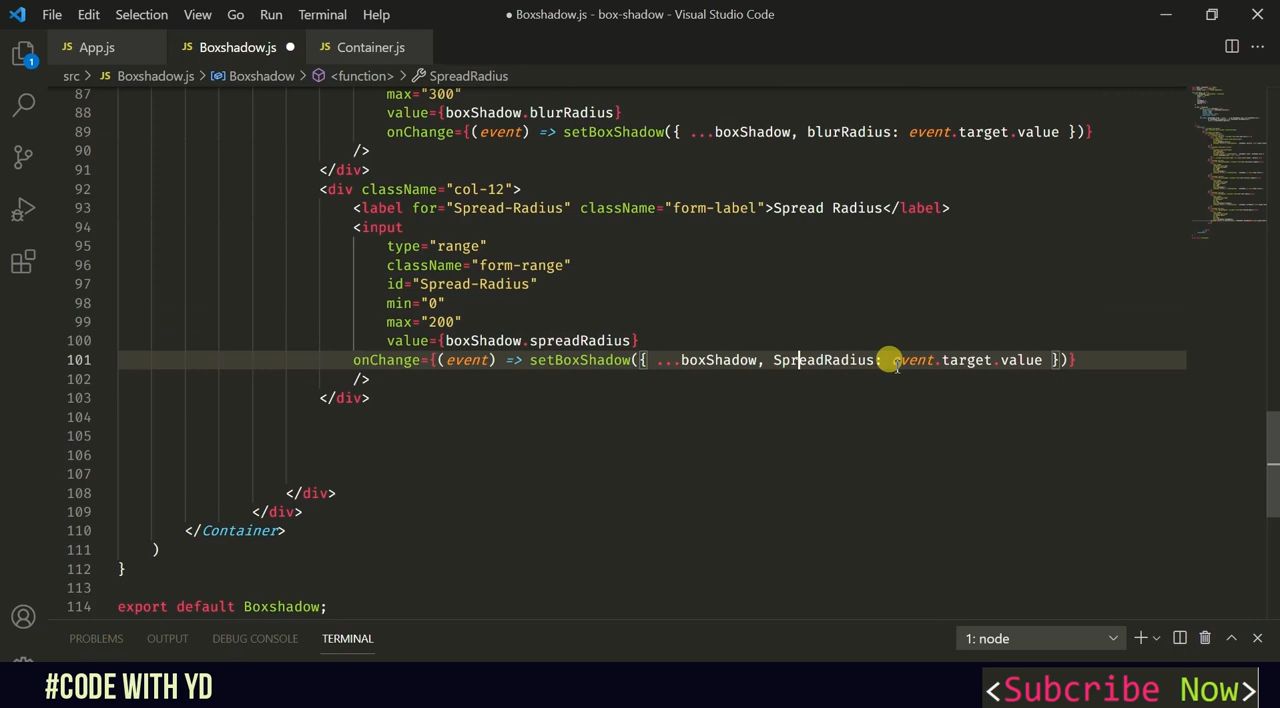 File Edit Selection View Go Run Terminal Help ● Boxshadow.js - box-shadow - Visual Studio Code
JS App.js JS Boxshadow.js ● JS Container.js
src > JS Boxshadow.js > Boxshadow > <function> > SpreadRadius
1
87 max="300"
88 value={boxShadow.blurRadius}
89 onChange={(event) => setBoxShadow({ ...boxShadow, blurRadius: event.target.value })}
90 />
91 </div>
92 <div className="col-12">
93 <label for="Spread-Radius" className="form-label">Spread Radius</label>
94 <input
95 type="range"
96 className="form-range"
97 id="Spread-Radius"
98 min="0"
99 max="200"
100 value={boxShadow.spreadRadius}
101 onChange={(event) => setBoxShadow({ ...boxShadow, SpreadRadius: event.target.value })}
102 />
103 </div>
104
105
106
107
108 </div>
109 </div>
110 </Container>
111 )
112 }
113
114 export default Boxshadow;
PROBLEMS OUTPUT DEBUG CONSOLE TERMINAL 1: node
#CODE WITH YD
<Subcribe Now>